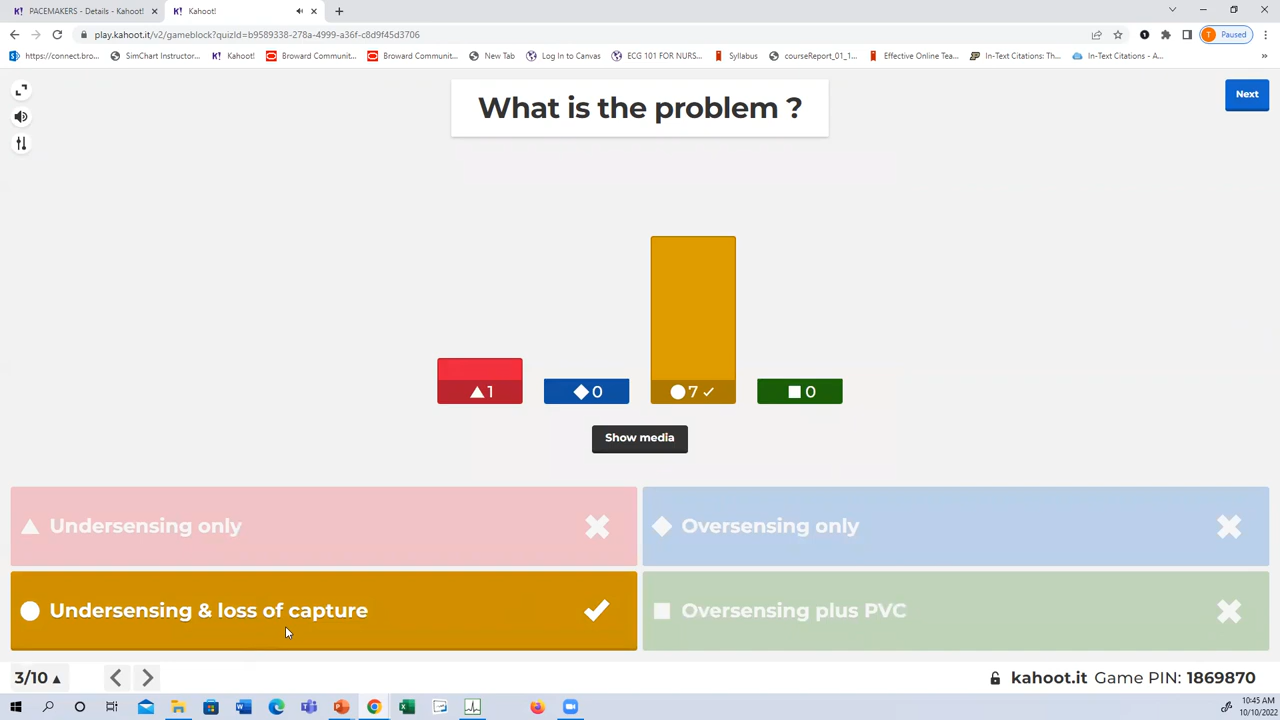 K! PACEMAKERS - Details - Kahoot!
K! Kahoot!
play.kahoot.it/v2/gameblock?quizId=b9589338-278a-4999-a36f-c8d9f45d3706
T Paused
https://connect.bro...
SimChart Instructor...
K! Kahoot!
Broward Communit...
Broward Communit...
New Tab
Log In to Canvas
ECG 101 FOR NURS...
Syllabus
courseReport_01_1...
Effective Online Tea...
In-Text Citations: Th...
In-Text Citations - A...
What is the problem ?
Next
1
0
7
0
Show media
Undersensing only
Oversensing only
Undersensing & loss of capture
Oversensing plus PVC
3/10
kahoot.it Game PIN: 1869870
10:45 AM
10/10/2022